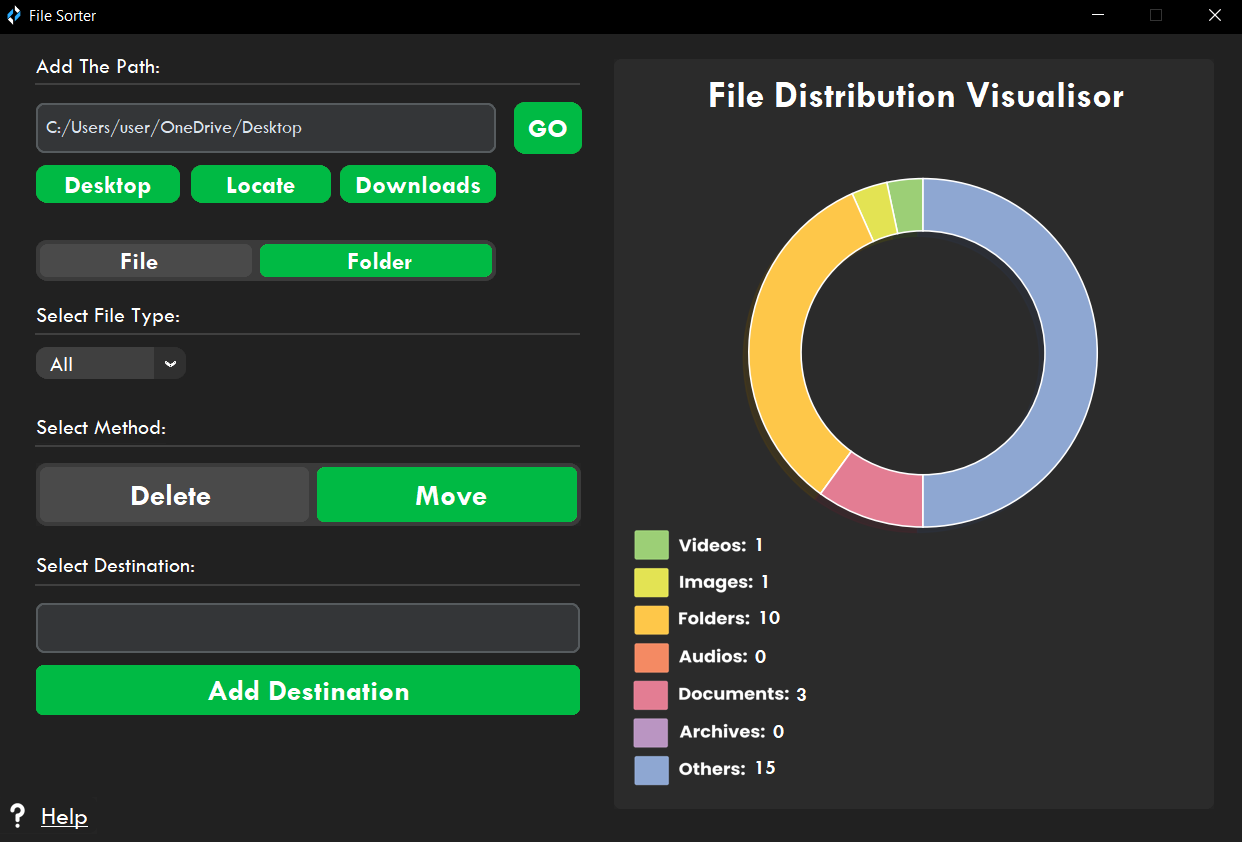 File Sorter
Add The Path:
C:/Users/user/OneDrive/Desktop
GO
Desktop
Locate
Downloads
File
Folder
Select File Type:
All
Select Method:
Delete
Move
Select Destination:
Add Destination
? Help
File Distribution Visualisor
Videos: 1
Images: 1
Folders: 10
Audios: 0
Documents: 3
Archives: 0
Others: 15